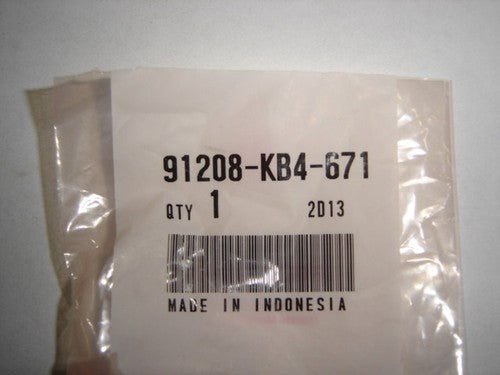 91208-KB4-671
QTY 1 2D13
MADE IN INDONESIA